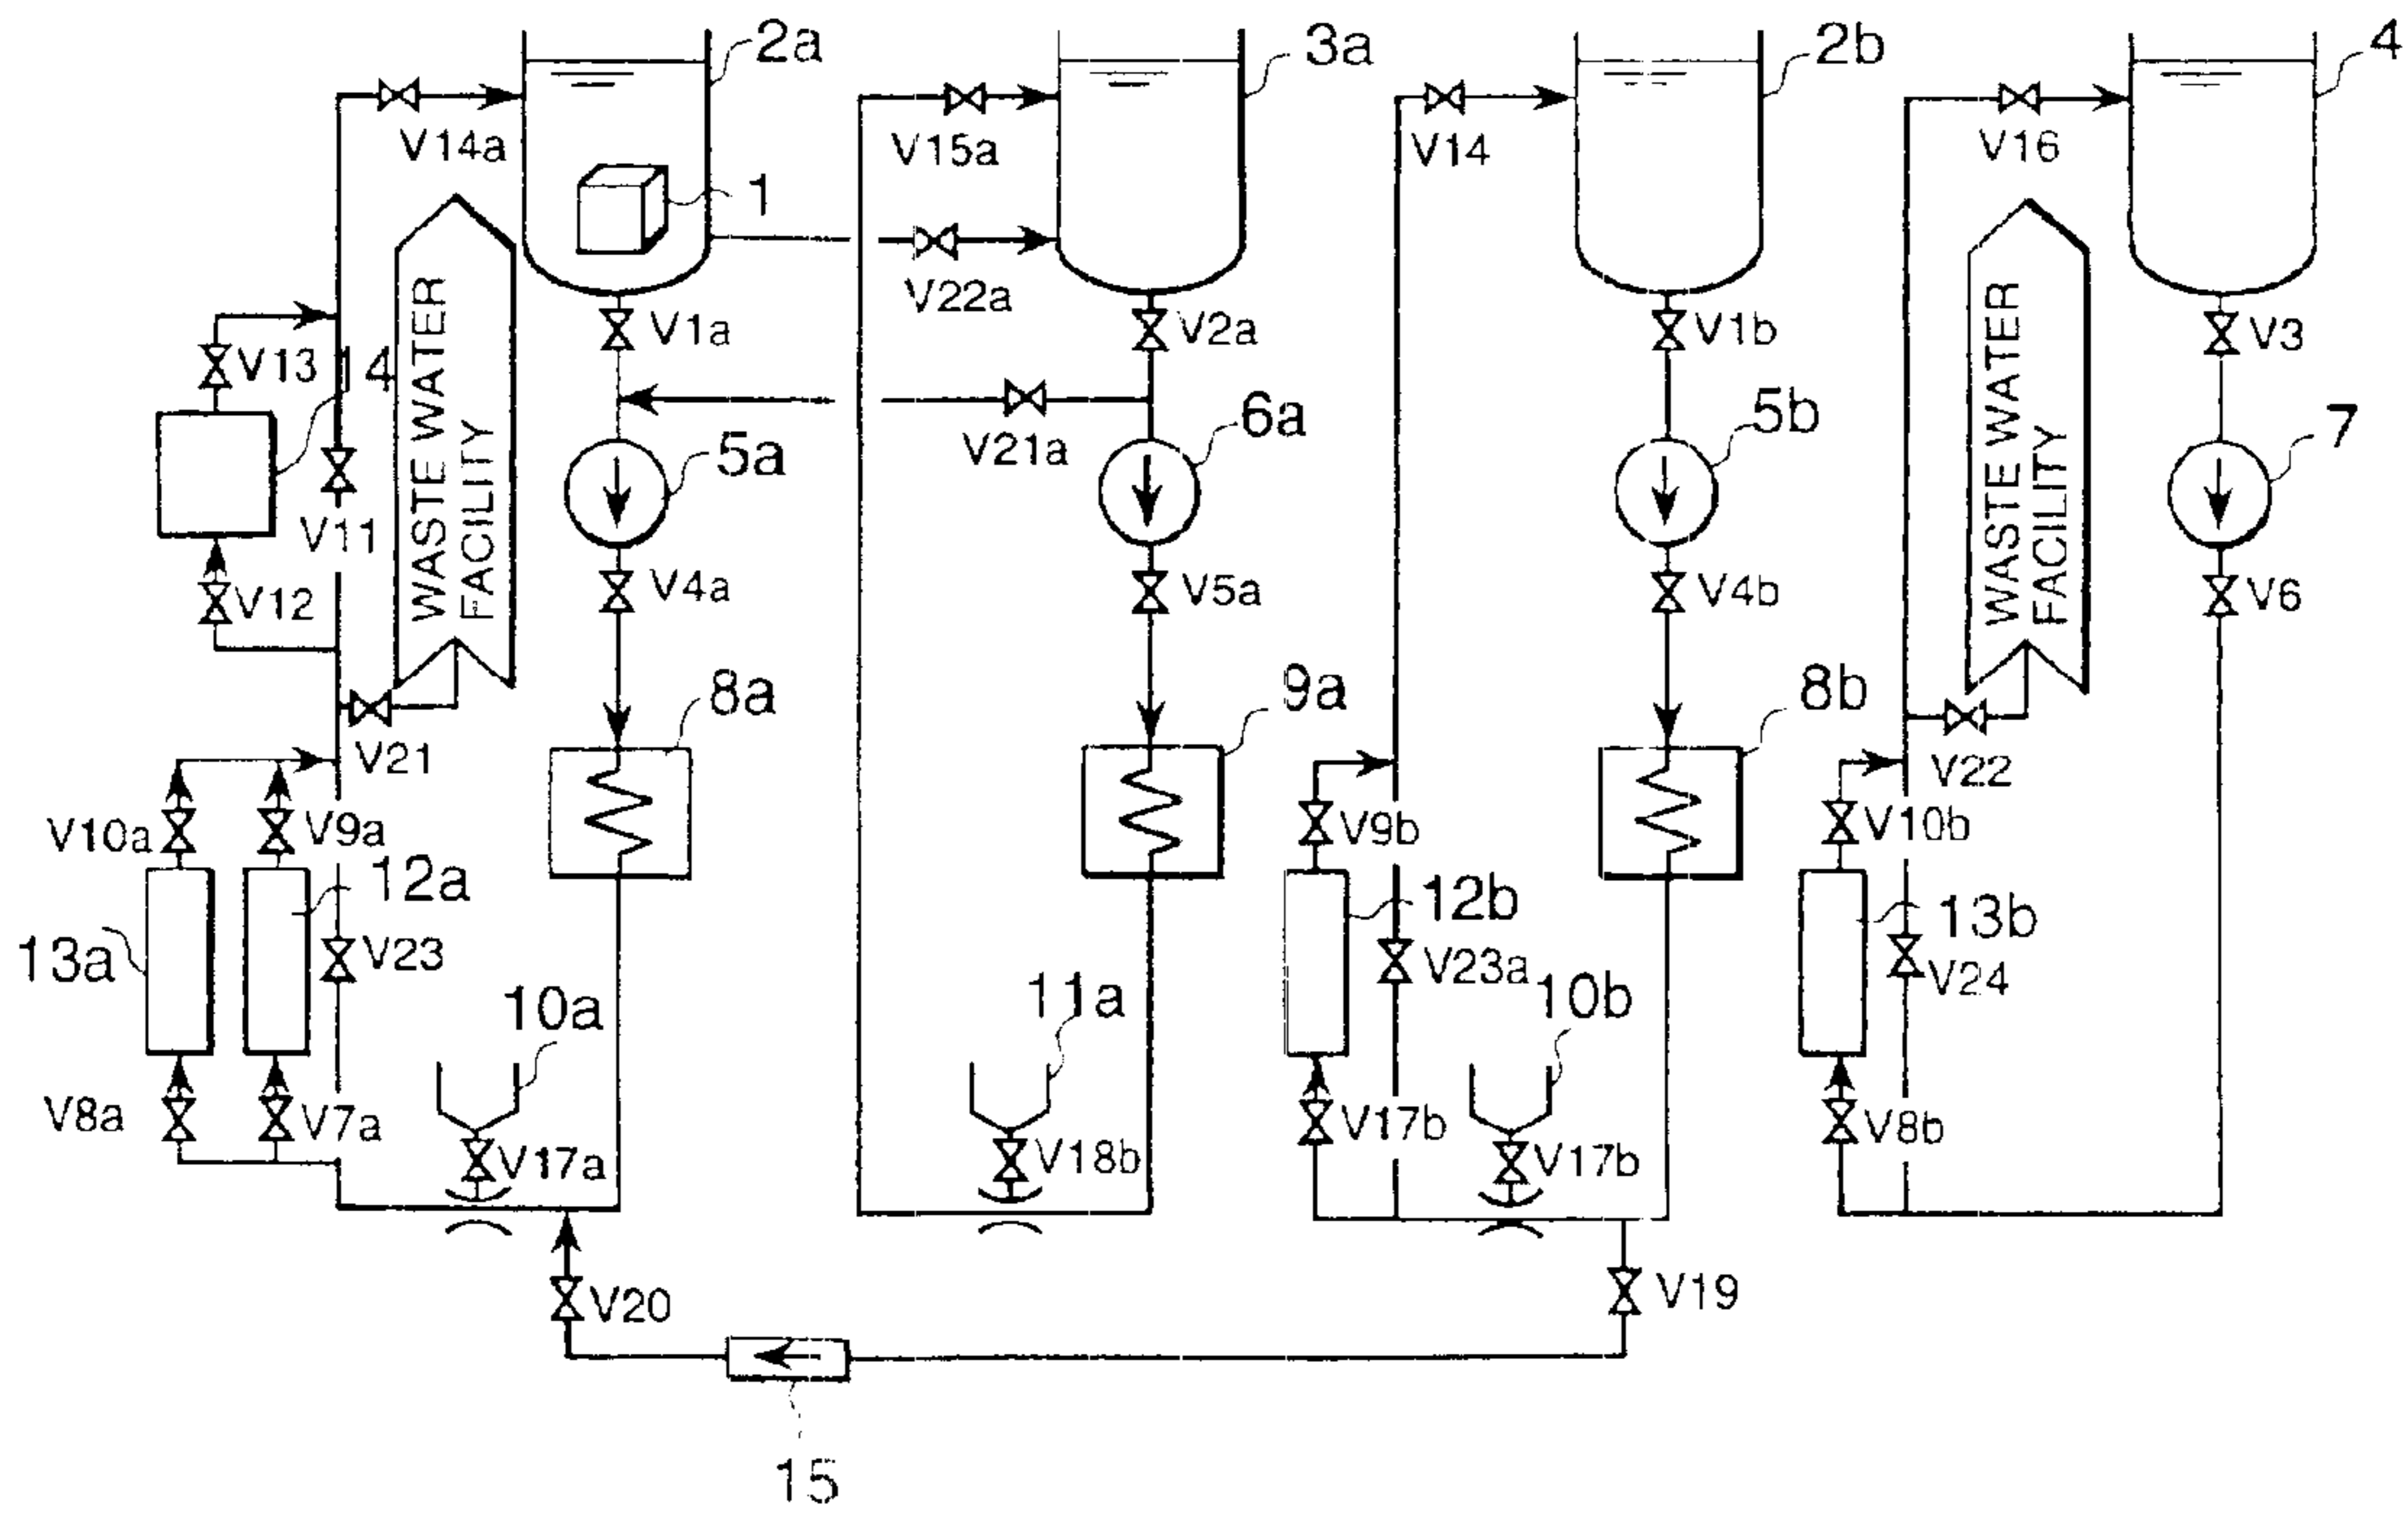 2a
3a
2b
4
V14a
V15a
V14
V16
1
V22a
V1a
V2a
V1b
V3
V13
14
WASTE WATER
FACILITY
WASTE WATER
FACILITY
V21a
5a
6a
5b
7
V11
V12
V4a
V5a
V4b
V6
8a
9a
8b
V21
V22
V10a
V9a
V9b
V10b
12a
12b
13b
13a
V23
V23a
V24
10a
11a
10b
V8a
V7a
V17b
V8b
V17a
V18b
V17b
V20
V19
15